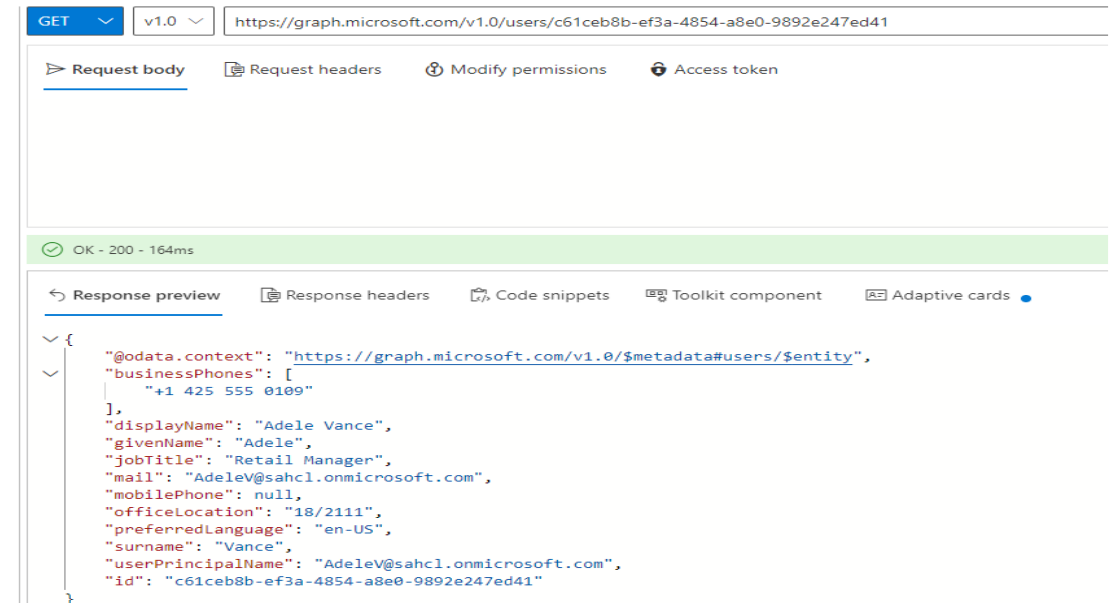 GET v1.0 https://graph.microsoft.com/v1.0/users/c61ceb8b-ef3a-4854-a8e0-9892e247ed41
Request body Request headers Modify permissions Access token
OK - 200 - 164ms
Response preview Response headers Code snippets Toolkit component Adaptive cards
{
"@odata.context": "https://graph.microsoft.com/v1.0/$metadata#users/$entity",
"businessPhones": [
"+1 425 555 0109"
],
"displayName": "Adele Vance",
"givenName": "Adele",
"jobTitle": "Retail Manager",
"mail": "AdeleV@sahcl.onmicrosoft.com",
"mobilePhone": null,
"officeLocation": "18/2111",
"preferredLanguage": "en-US",
"surname": "Vance",
"userPrincipalName": "AdeleV@sahcl.onmicrosoft.com",
"id": "c61ceb8b-ef3a-4854-a8e0-9892e247ed41"
}